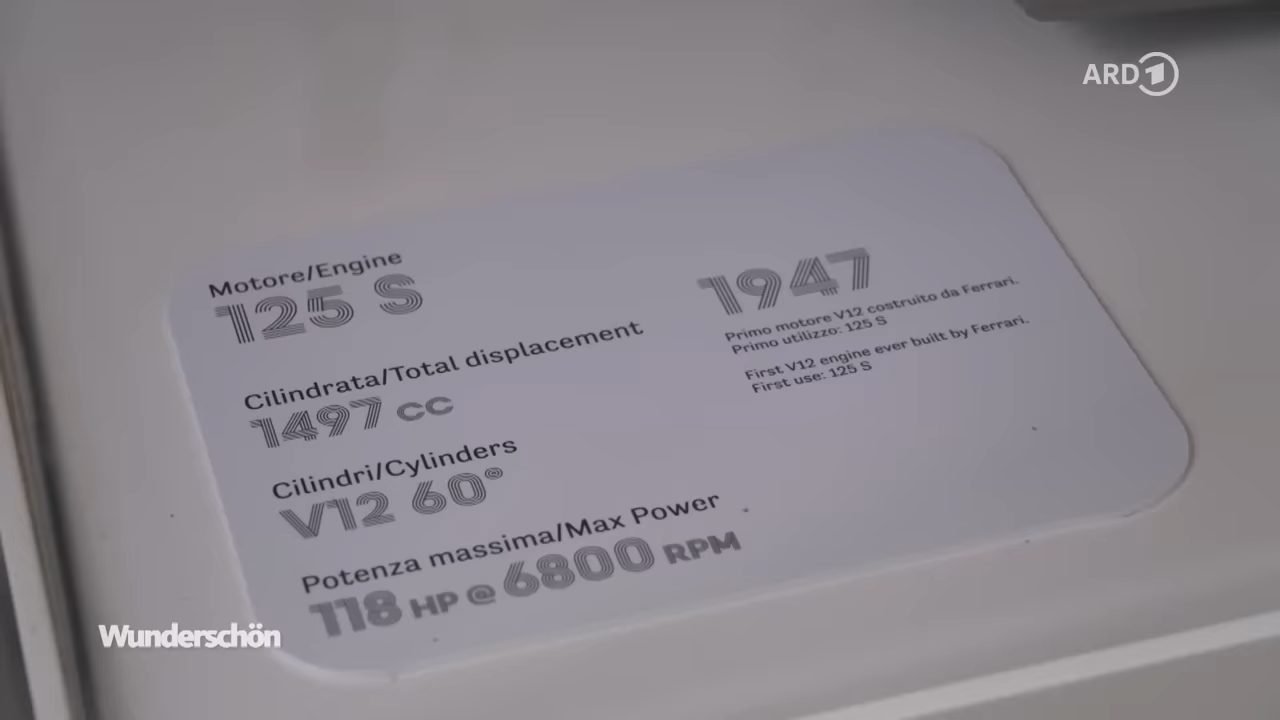 ARD 1
Motore/Engine
125 S
Cilindrata/Total displacement
1497 cc
Cilindri/Cylinders
V12 60°
Potenza massima/Max Power
118 HP @ 6800 RPM
1947
Primo motore V12 costruito da Ferrari.
Primo utilizzo: 125 S
First V12 engine ever built by Ferrari.
First use: 125 S
Wunderschön